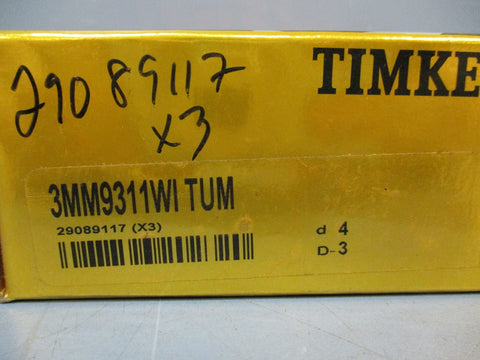 29089117
X3
TIMKE
3MM9311WI TUM
29089117 (X3)
d 4
D-3